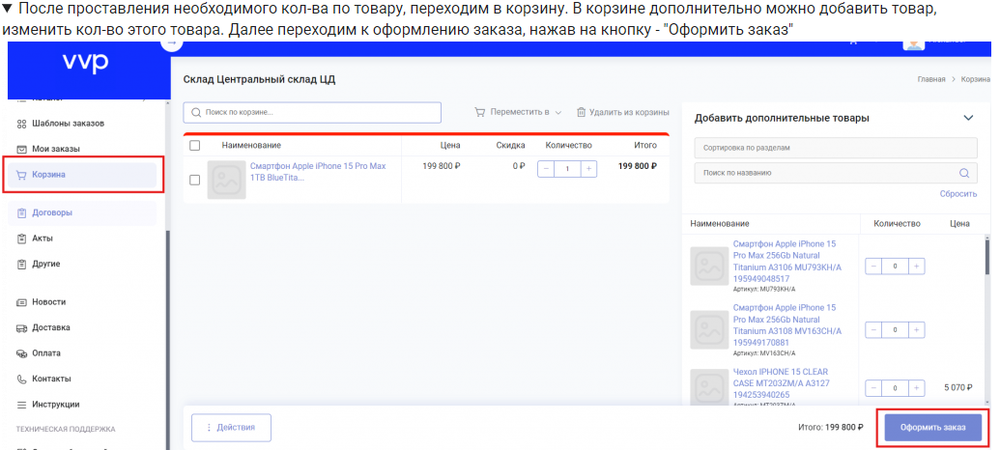 ▼ После проставления необходимого кол-ва по товару, переходим в корзину. В корзине дополнительно можно добавить товар,
изменить кол-во этого товара. Далее переходим к оформлению заказа, нажав на кнопку - "Оформить заказ"
vvp
Шаблоны заказов
Мои заказы
Корзина
Договоры
Акты
Другие
Новости
Доставка
Оплата
Контакты
Инструкции
ТЕХНИЧЕСКАЯ ПОДДЕРЖКА
Склад Центральный склад ЦД
Главная > Корзина
Поиск по корзине...
Переместить в
Удалить из корзины
Наименование Цена Скидка Количество Итого
Смартфон Apple iPhone 15 Pro Max
1TB BlueTita...
199 800 ₽ 0 ₽ − 1 + 199 800 ₽
Добавить дополнительные товары
Сортировка по разделам
Поиск по названию
Сбросить
Наименование Количество Цена
Смартфон Apple iPhone 15
Pro Max 256Gb Natural
Titanium A3106 MU793KH/A
195949048517
Артикул: MU793KH/A
− 0 +
Смартфон Apple iPhone 15
Pro Max 256Gb Natural
Titanium A3108 MV163CH/A
195949170881
Артикул: MV163CH/A
− 0 +
Чехол IPHONE 15 CLEAR
CASE MT203ZM/A A3127
194253940265
− 0 + 5 070 ₽
Действия
Итого: 199 800 ₽
Оформить заказ